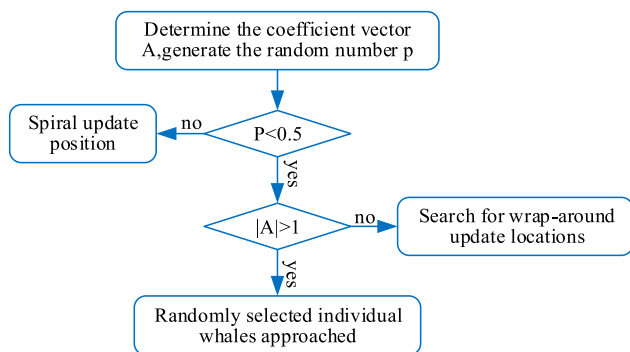 Determine the coefficient vector
A,generate the random number p
Spiral update
position
no
P<0.5
yes
|A|>1
no
Search for wrap-around
update locations
yes
Randomly selected individual
whales approached